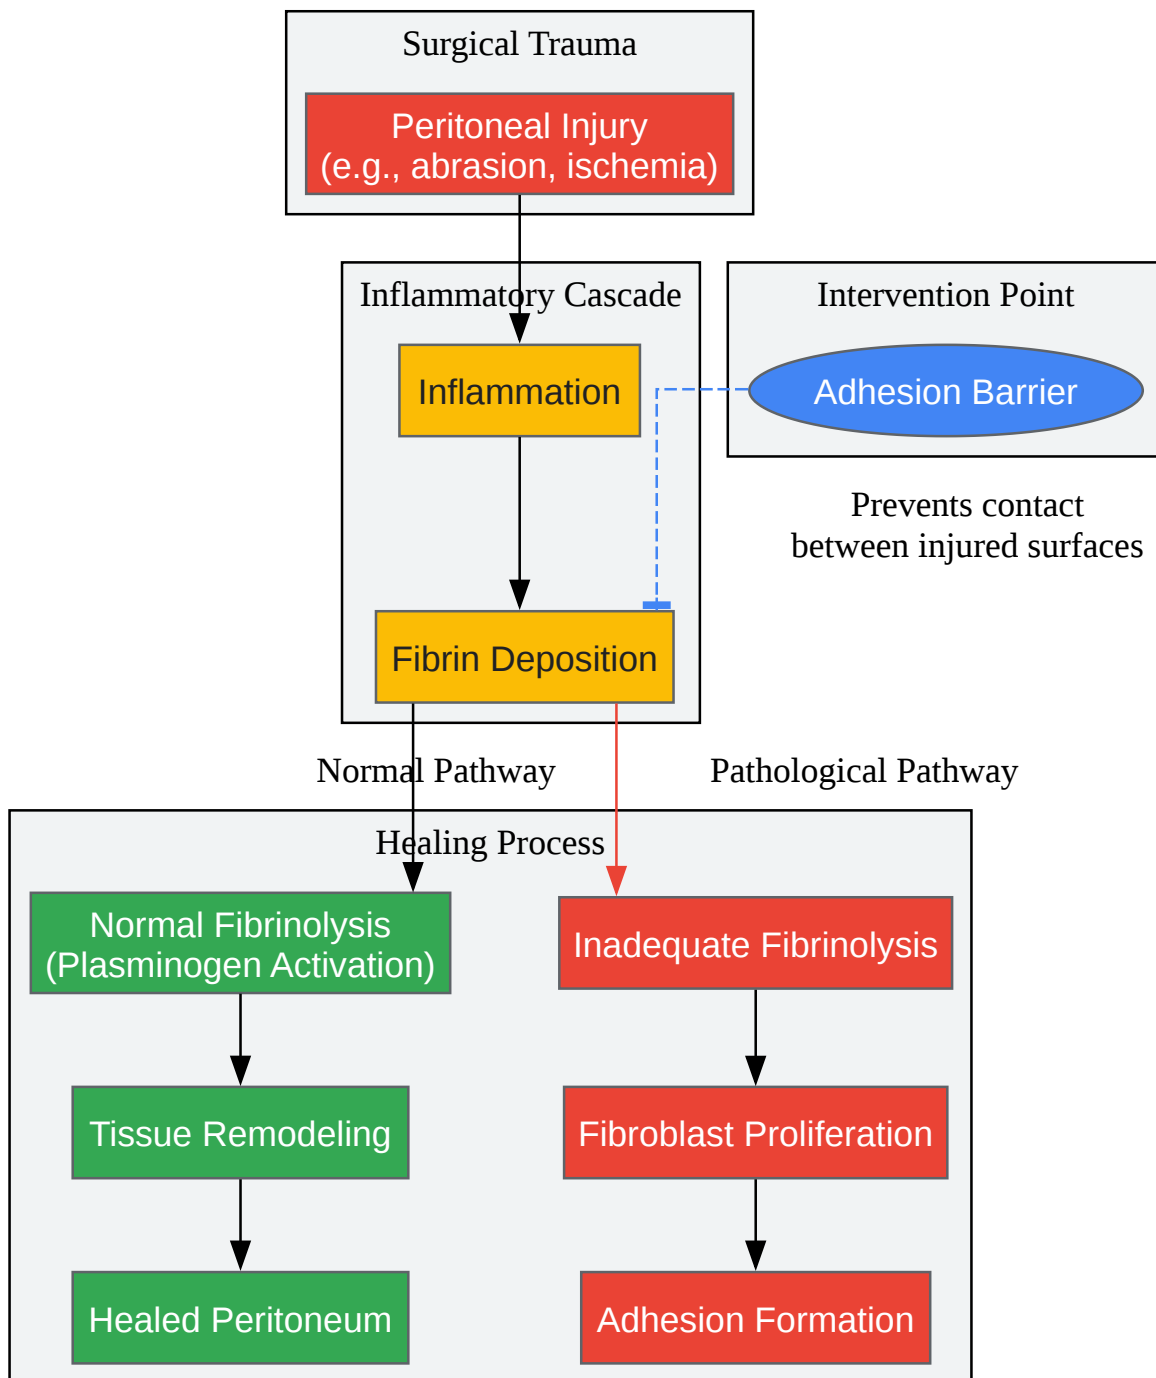 Surgical Trauma
Peritoneal Injury
(e.g., abrasion, ischemia)
Inflammatory Cascade
Intervention Point
Inflammation
Adhesion Barrier
Prevents contact
between injured surfaces
Fibrin Deposition
Normal Pathway
Pathological Pathway
Healing Process
Normal Fibrinolysis
(Plasminogen Activation)
Inadequate Fibrinolysis
Tissue Remodeling
Fibroblast Proliferation
Healed Peritoneum
Adhesion Formation